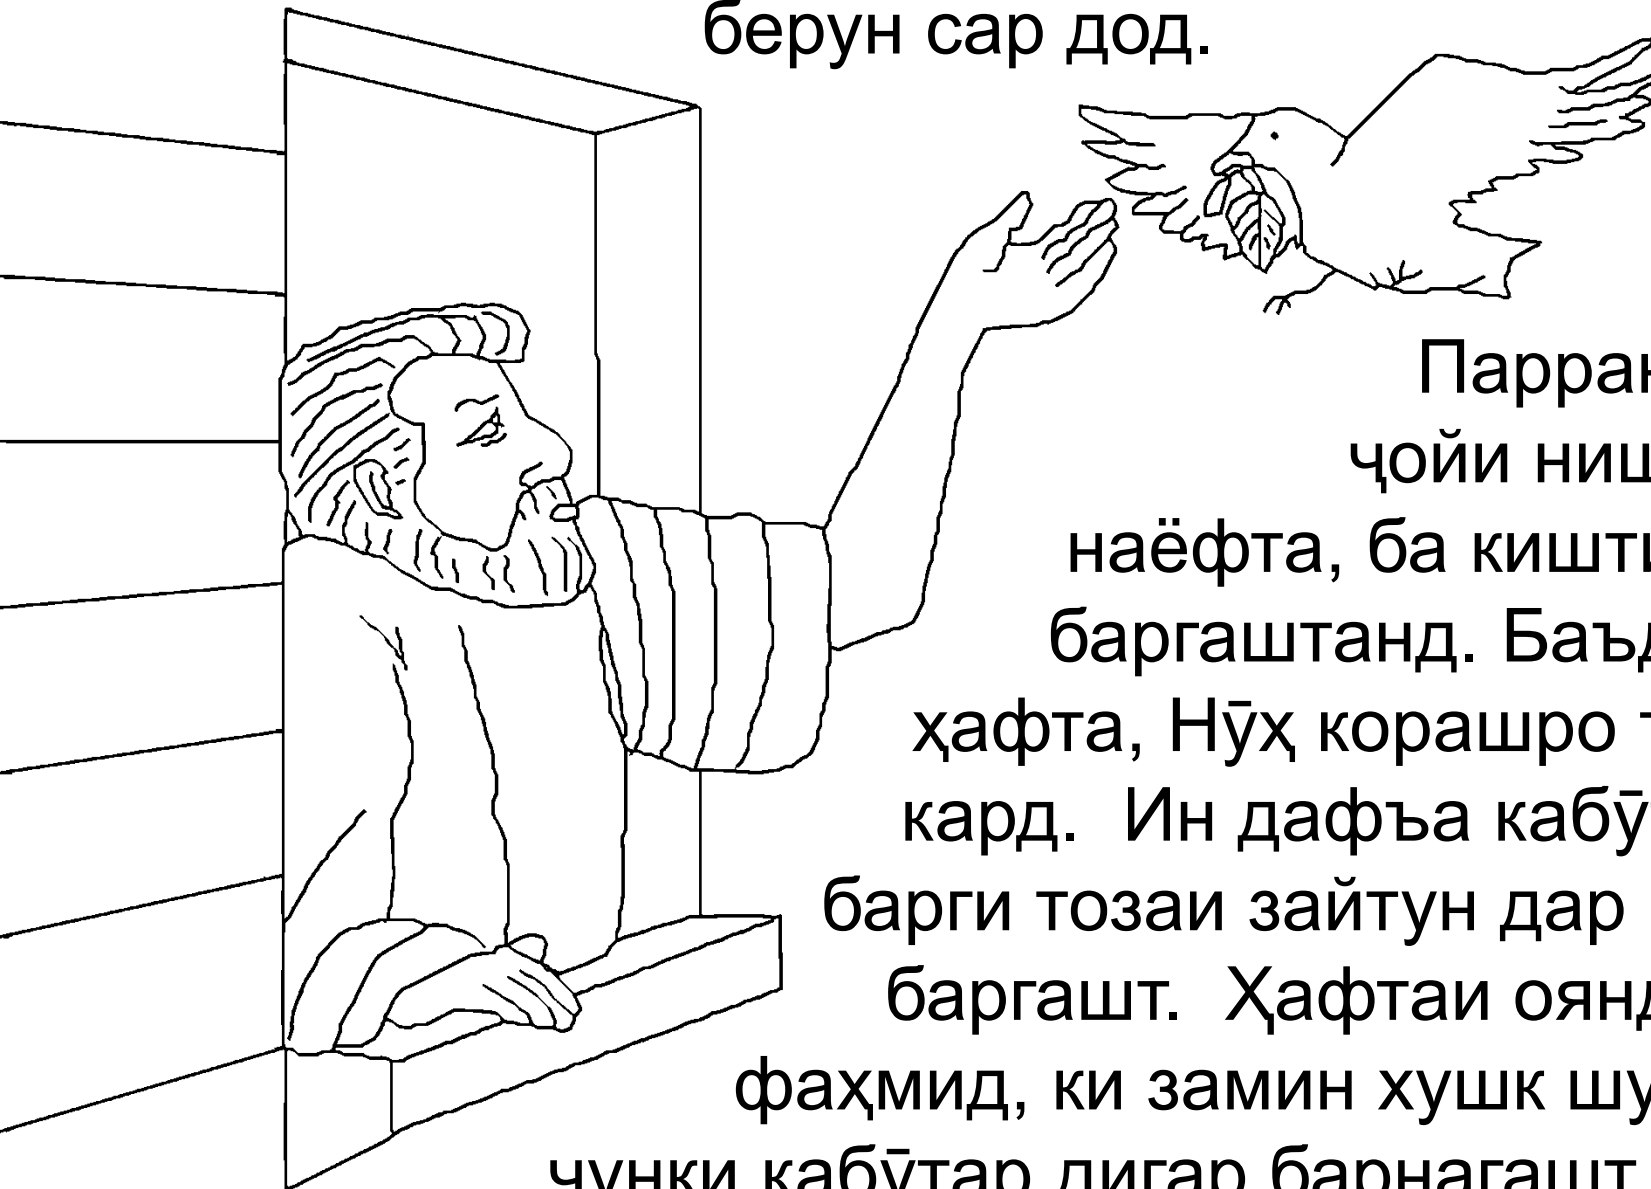 берун сар дод.
ҷойи
наёфта, ба
баргаштанд.
ҳафта, Нӯҳ корашро
кард. Ин дафъа
барги тозаи зайтун дар
баргашт. Ҳафтаи
фаҳмид, ки замин хушк
чунки кабӯтар дигар барнагашт